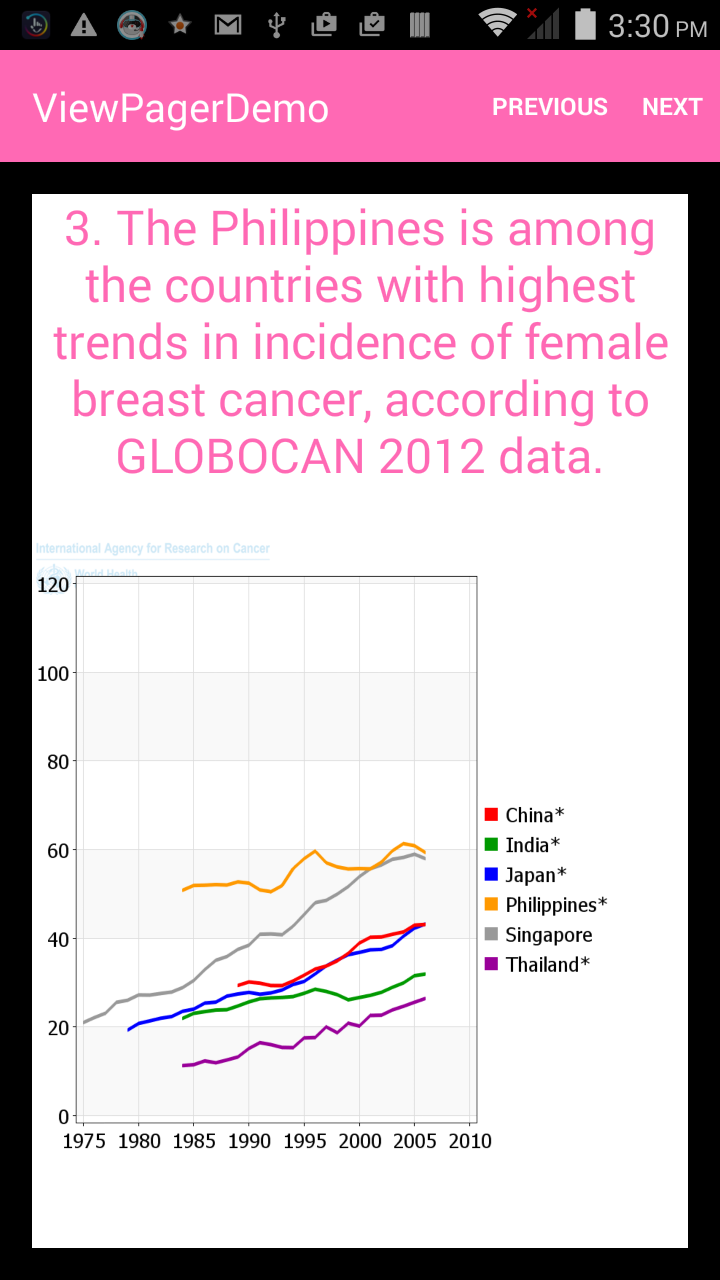 3:30 PM
ViewPagerDemo PREVIOUS NEXT
3. The Philippines is among
the countries with highest
trends in incidence of female
breast cancer, according to
GLOBOCAN 2012 data.
International Agency for Research on Cancer
World Health
120
100
80
60
40
20
0
1975 1980 1985 1990 1995 2000 2005 2010
China*
India*
Japan*
Philippines*
Singapore
Thailand*